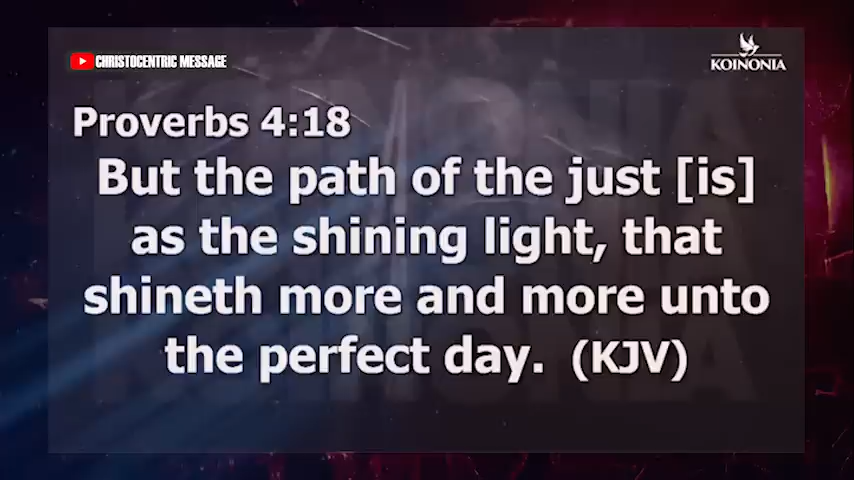 CHRISTOCENTRIC MESSAGE
KOINONIA
Proverbs 4:18
But the path of the just [is]
as the shining light, that
shineth more and more unto
the perfect day. (KJV)